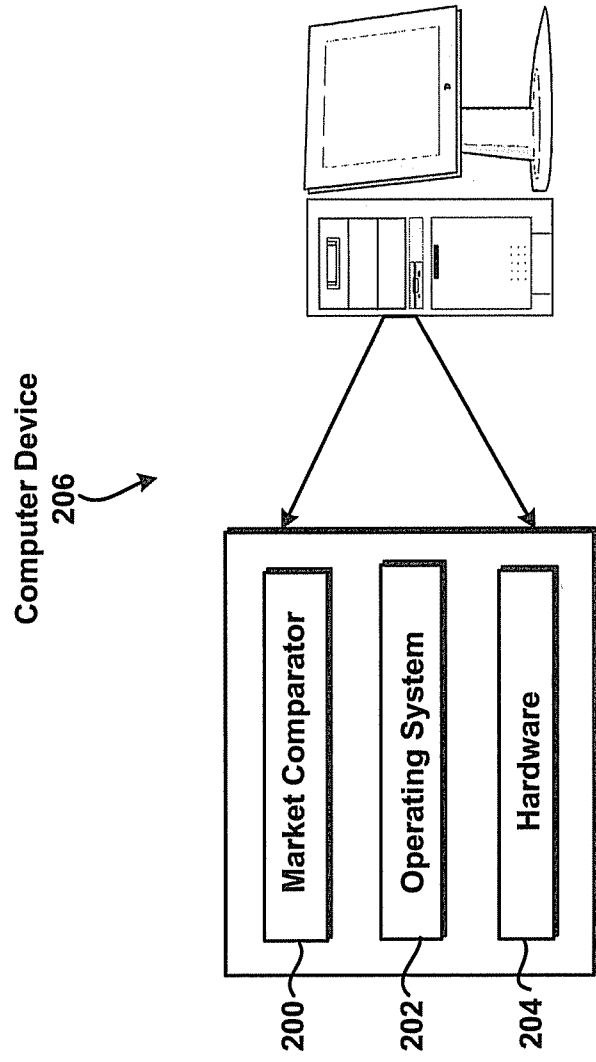 Computer Device
206
Market Comparator
200
Operating System
202
Hardware
204